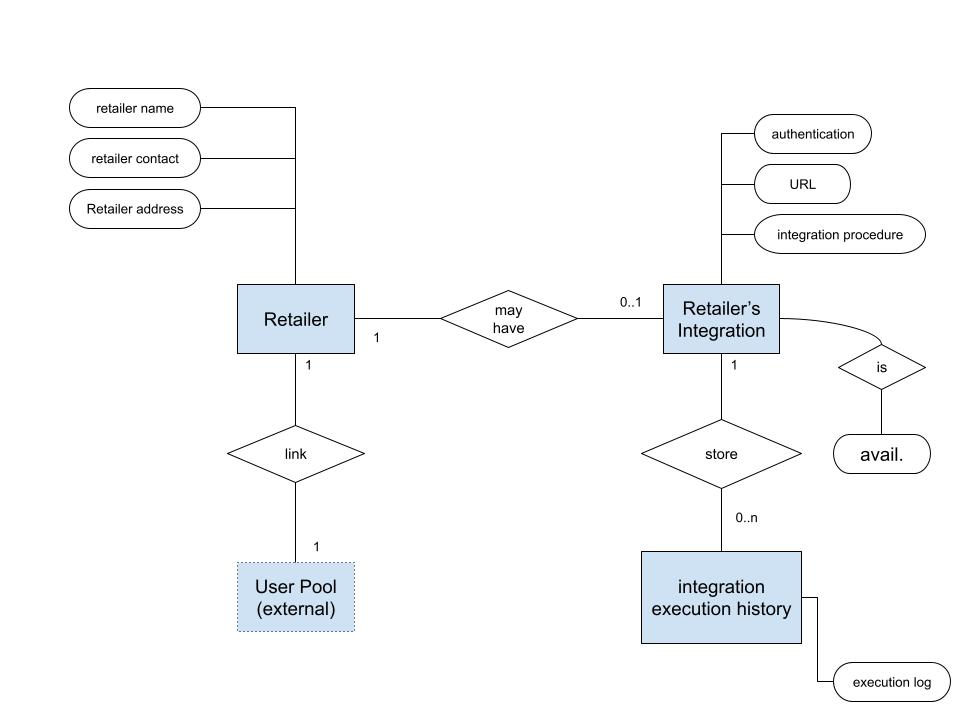 retailer name
authentication
retailer contact
URL
Retailer address
integration procedure
0..1
may
have
Retailer
Retailer’s
Integration
1
1
1
is
link
store
avail.
0..n
1
User Pool
(external)
integration
execution history
execution log